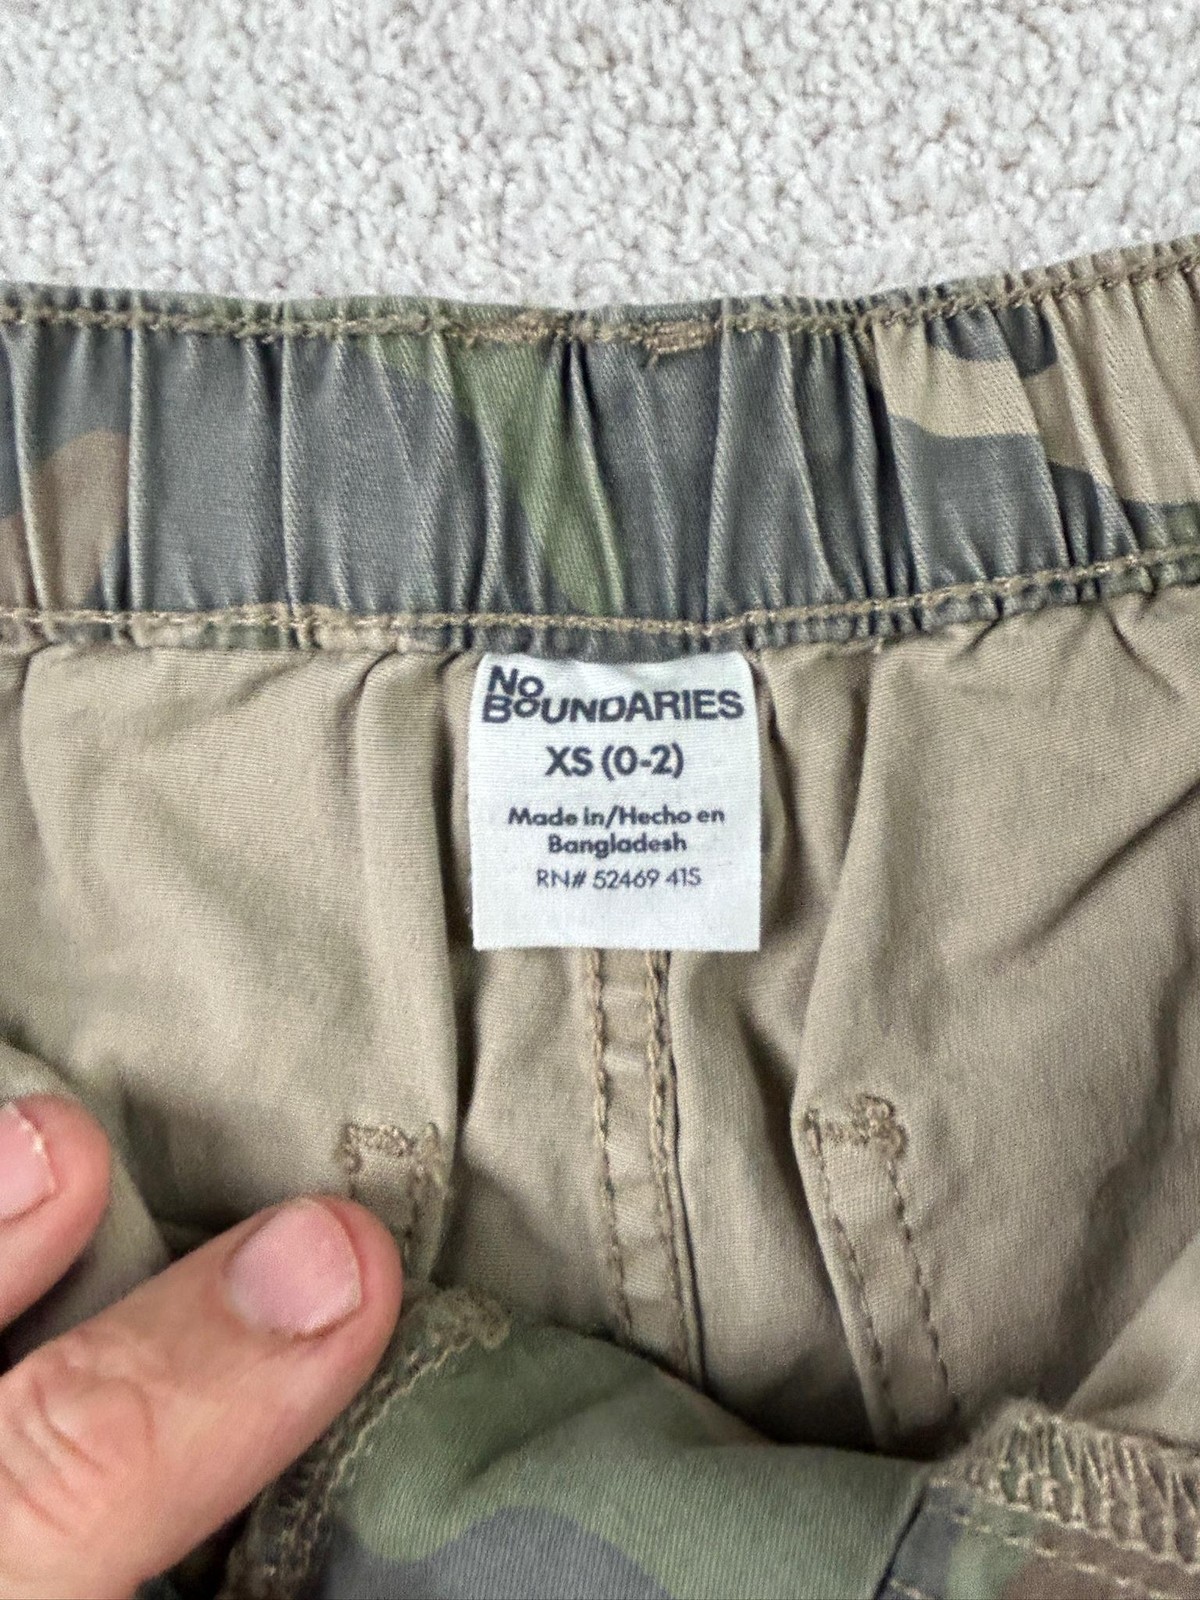 No
BOUNDARIES
XS (0-2)
Made in/Hecho en
Bangladesh
RN# 52469 41S